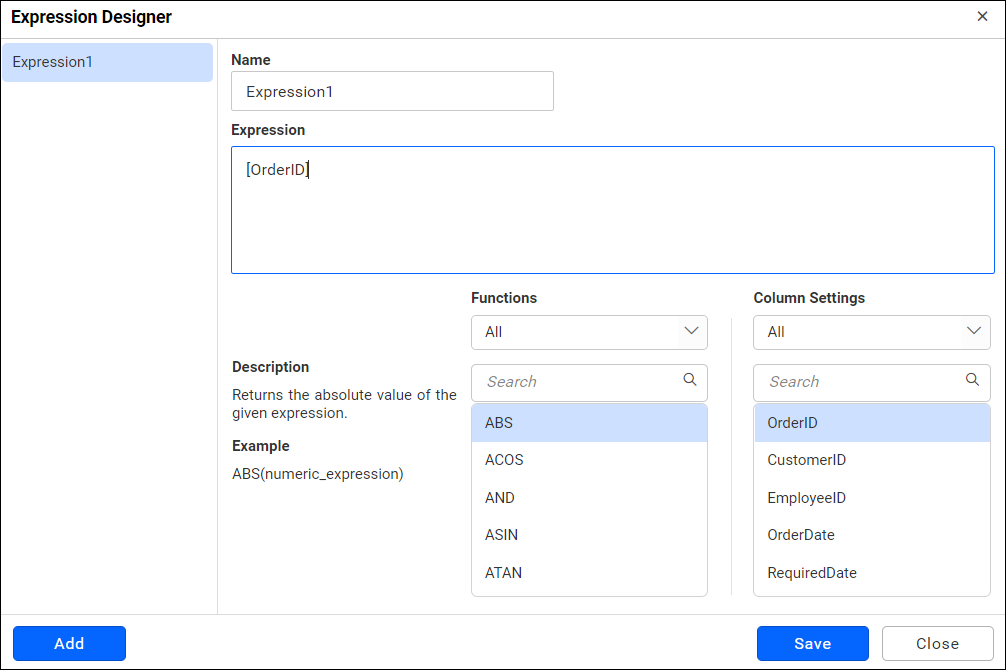 Expression Designer
Expression1
Name
Expression1
Expression
[OrderID]
Functions
Column Settings
All
All
Description
Returns the absolute value of the
given expression.
Example
ABS(numeric_expression)
Search
ABS
ACOS
AND
ASIN
ATAN
Search
OrderID
CustomerID
EmployeeID
OrderDate
RequiredDate
Add
Save
Close